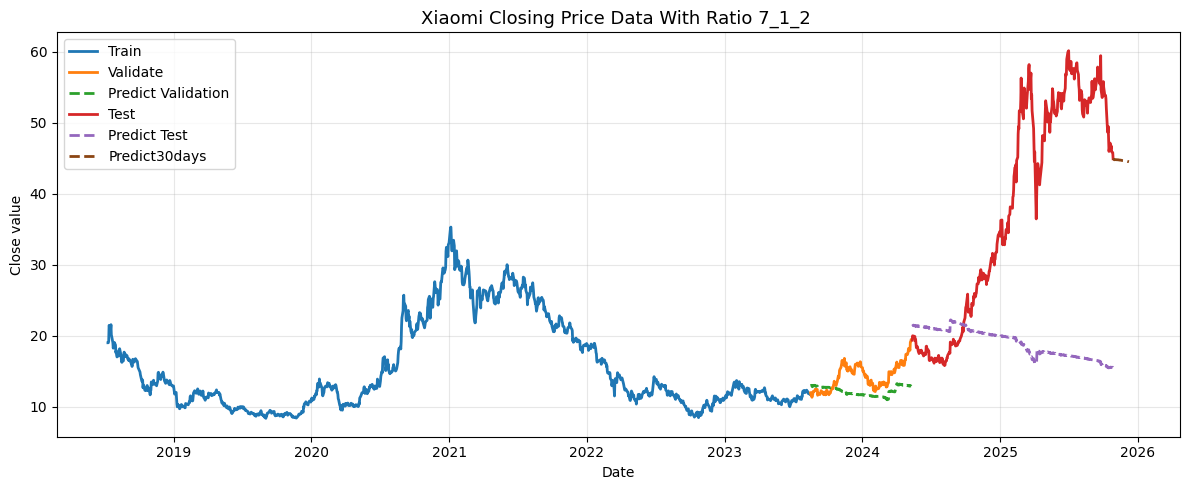 Xiaomi Closing Price Data With Ratio 7_1_2
Train
Validate
Predict Validation
Test
Predict Test
Predict30days
Close value
60
50
40
30
20
10
2019 2020 2021 2022 2023 2024 2025 2026
Date